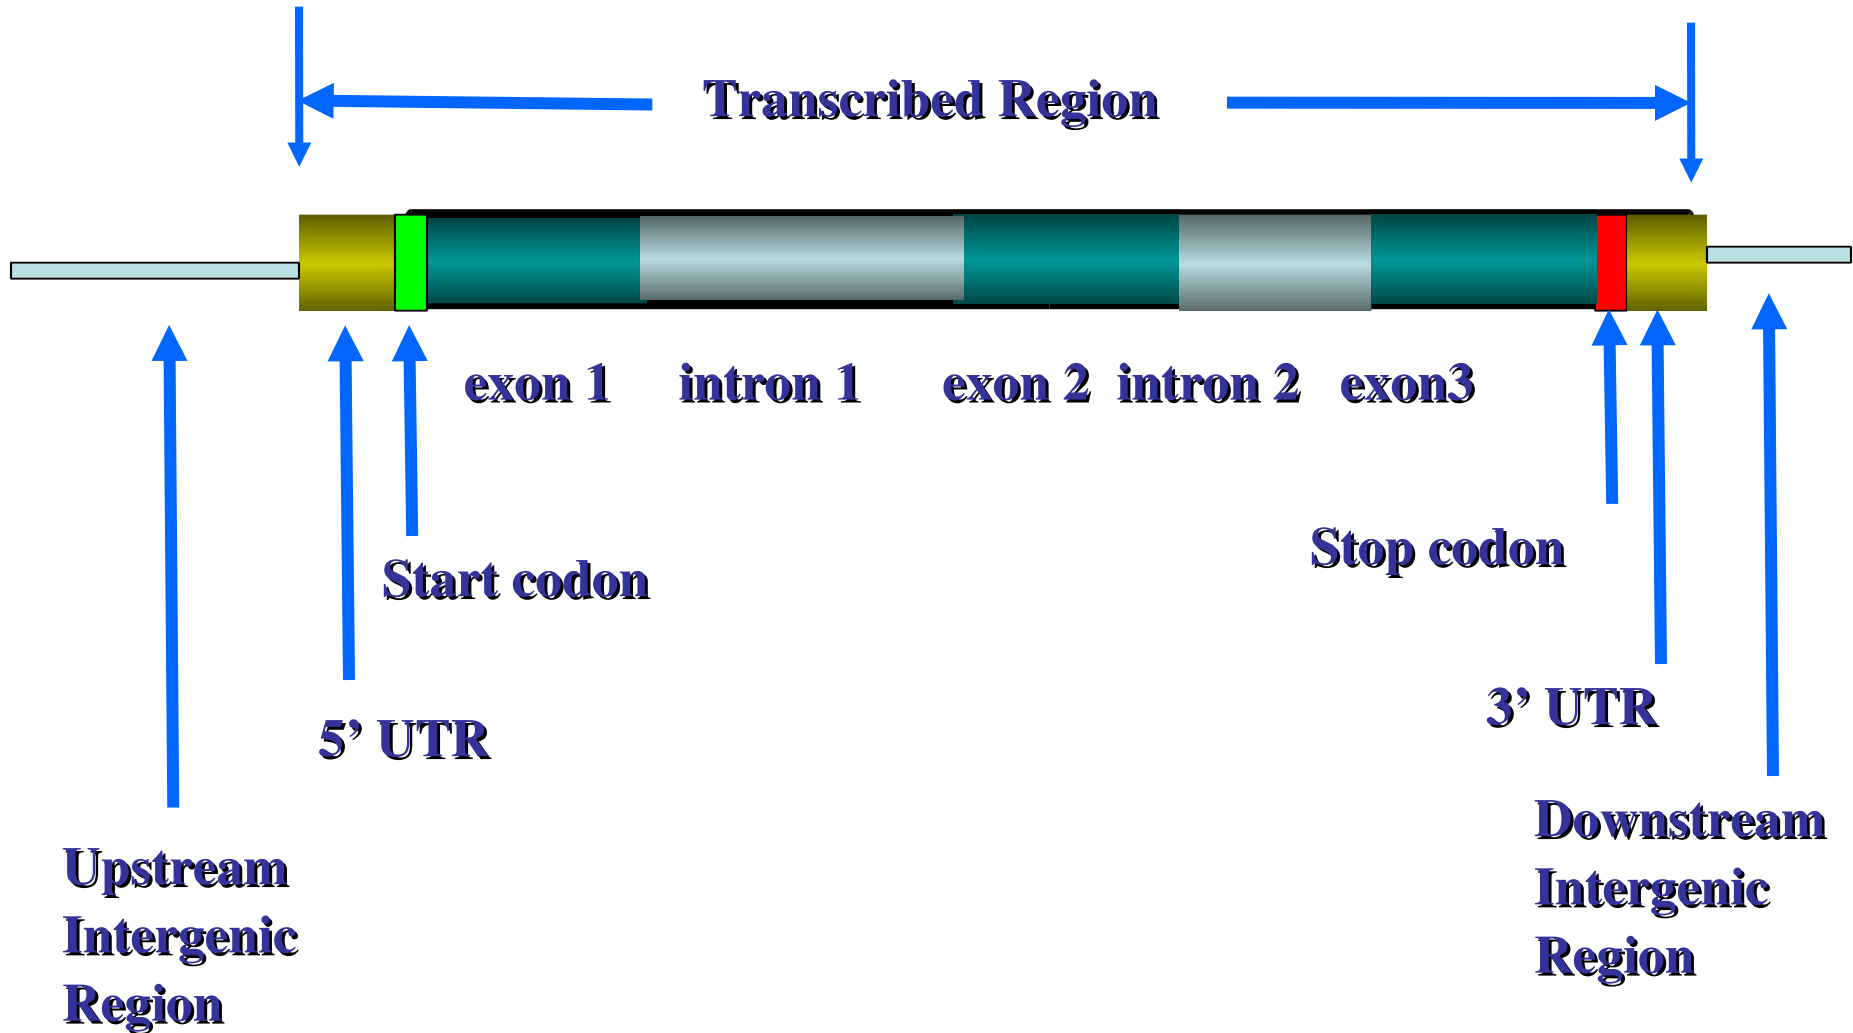 Transcribed Region
exon 1 intron 1 exon 2 intron 2 exon3
Start codon
Stop codon
5’ UTR
3’ UTR
Upstream
Intergenic
Region
Downstream
Intergenic
Region